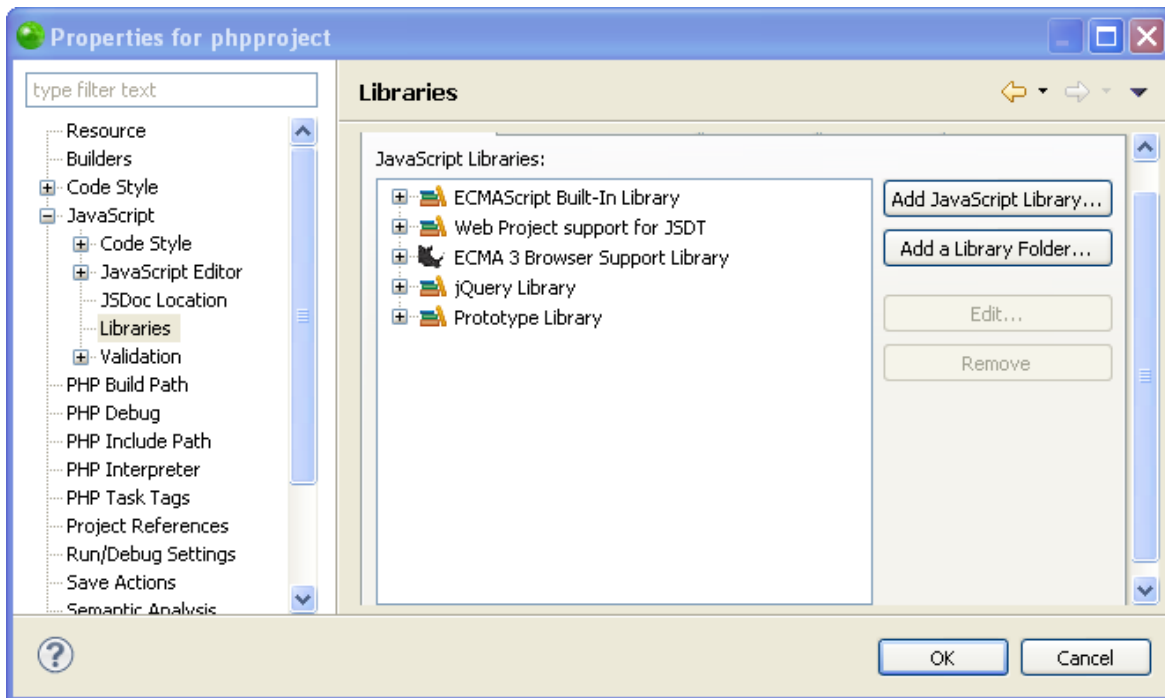 Properties for phpproject
type filter text
Resource
Builders
Code Style
JavaScript
Code Style
JavaScript Editor
JSDoc Location
Libraries
Validation
PHP Build Path
PHP Debug
PHP Include Path
PHP Interpreter
PHP Task Tags
Project References
Run/Debug Settings
Save Actions
Semantic Analysis
Libraries
JavaScript Libraries:
ECMAScript Built-In Library
Web Project support for JSDT
ECMA 3 Browser Support Library
jQuery Library
Prototype Library
Add JavaScript Library...
Add a Library Folder...
Edit...
Remove
OK
Cancel